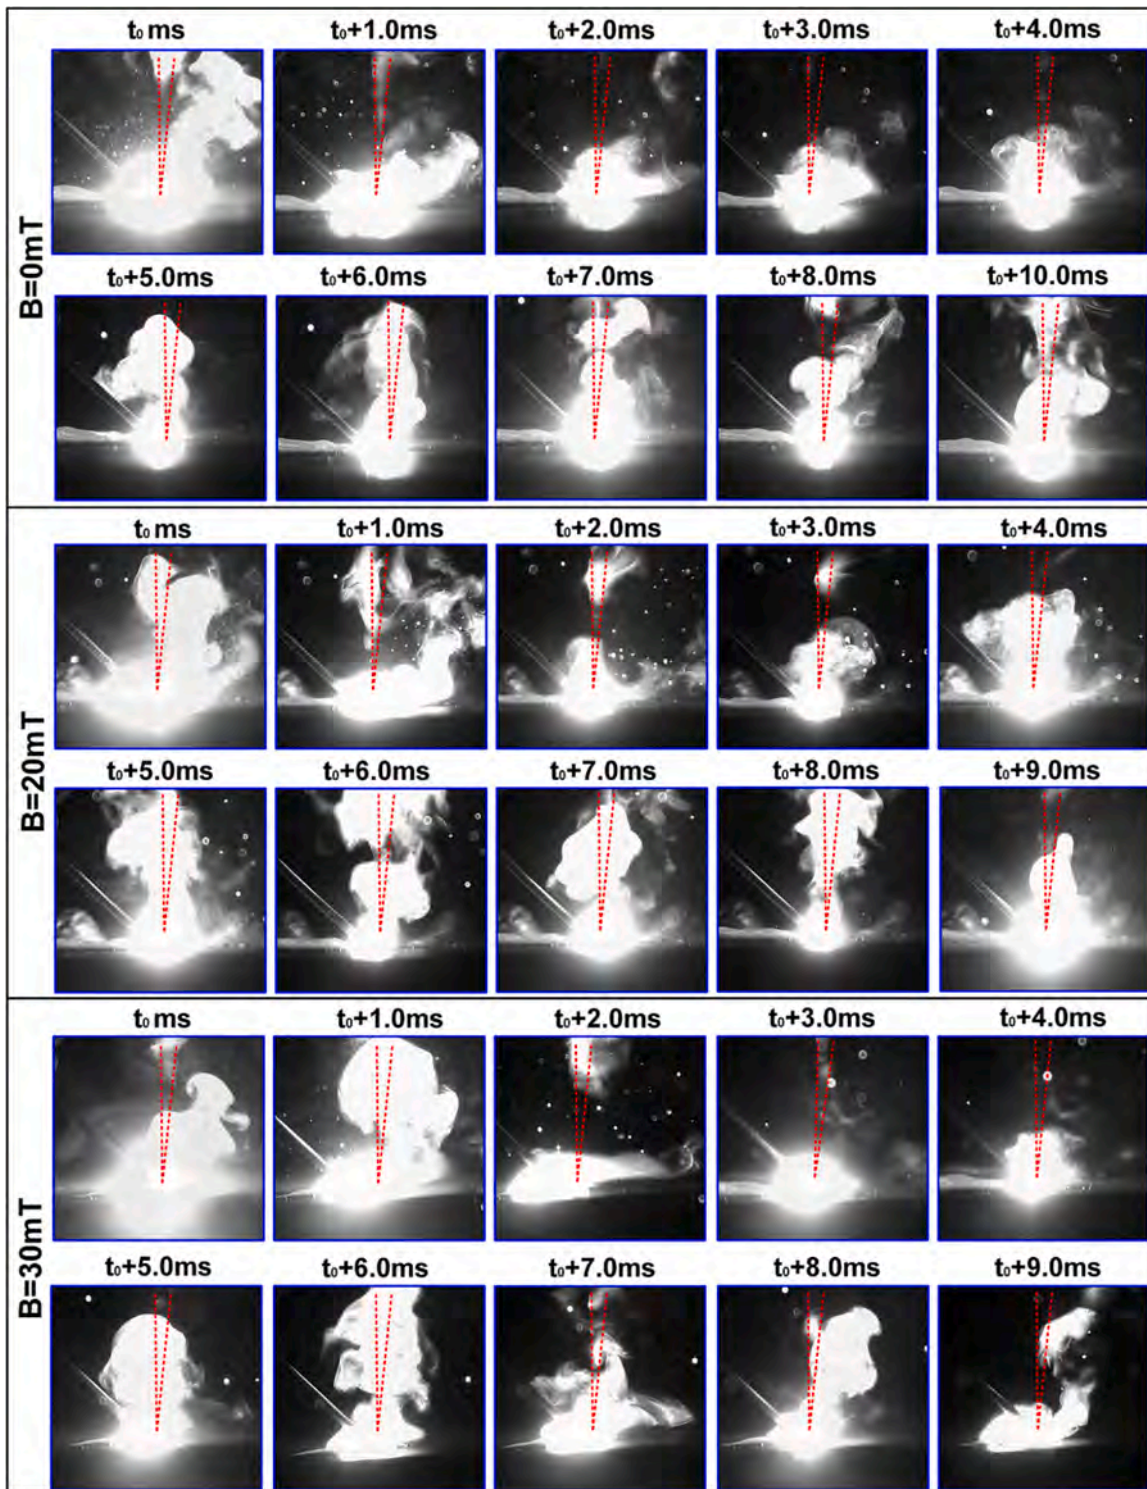 B=0mT
t₀ ms t₀+1.0ms t₀+2.0ms t₀+3.0ms t₀+4.0ms
t₀+5.0ms t₀+6.0ms t₀+7.0ms t₀+8.0ms t₀+10.0ms
B=20mT
t₀ ms t₀+1.0ms t₀+2.0ms t₀+3.0ms t₀+4.0ms
t₀+5.0ms t₀+6.0ms t₀+7.0ms t₀+8.0ms t₀+9.0ms
B=30mT
t₀ ms t₀+1.0ms t₀+2.0ms t₀+3.0ms t₀+4.0ms
t₀+5.0ms t₀+6.0ms t₀+7.0ms t₀+8.0ms t₀+9.0ms